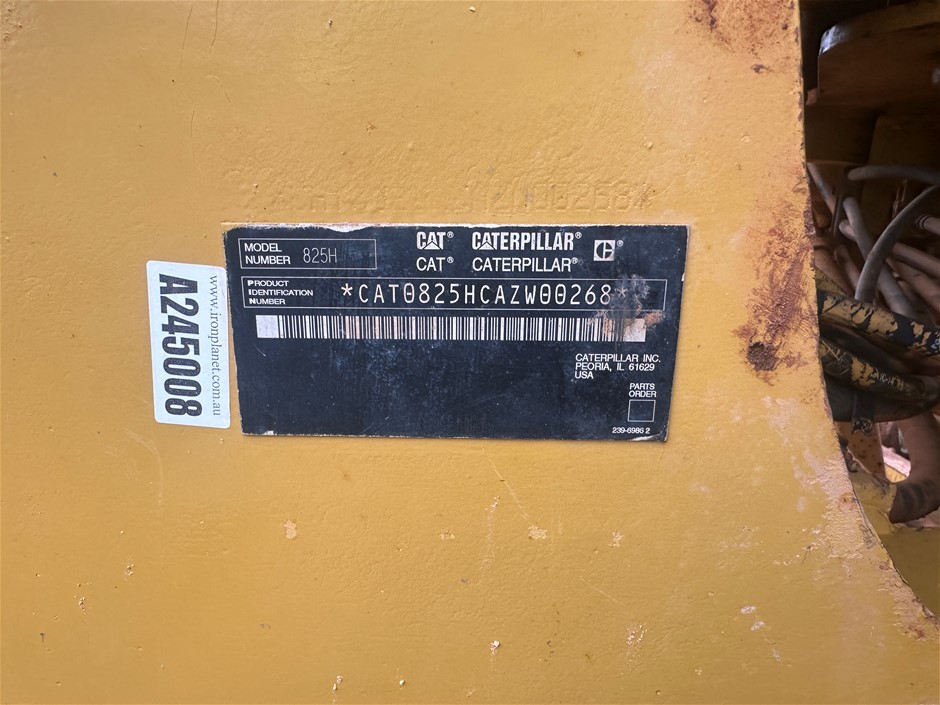 MODEL
NUMBER 825H
CAT® CATERPILLAR®
CAT® CATERPILLAR®
PRODUCT
IDENTIFICATION
NUMBER
*CAT0825HCAZW00268*
CATERPILLAR INC.
PEORIA, IL 61629
USA
PARTS
ORDER
239-6986 2
www.ironplanet.com.au
A245008